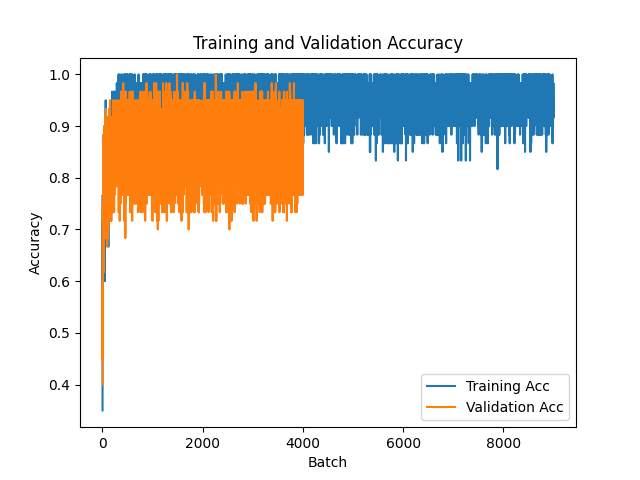 Training and Validation Accuracy
1.0
0.9
0.8
0.7
0.6
0.5
0.4
Accuracy
0
2000
4000
6000
8000
Batch
Training Acc
Validation Acc